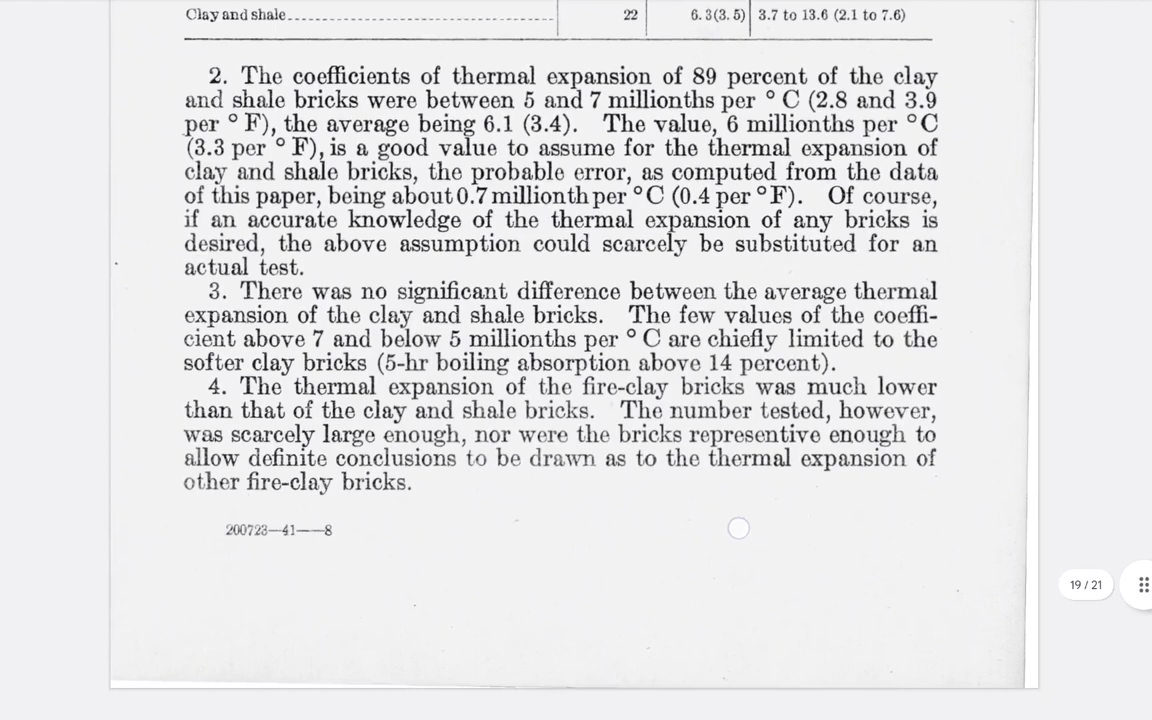 Clay and shale 22 6.3(3.5) 3.7 to 13.6 (2.1 to 7.6)
2. The coefficients of thermal expansion of 89 percent of the clay
and shale bricks were between 5 and 7 millionths per ° C (2.8 and 3.9
per ° F), the average being 6.1 (3.4). The value, 6 millionths per °C
(3.3 per ° F), is a good value to assume for the thermal expansion of
clay and shale bricks, the probable error, as computed from the data
of this paper, being about 0.7 millionth per °C (0.4 per °F). Of course,
if an accurate knowledge of the thermal expansion of any bricks is
desired, the above assumption could scarcely be substituted for an
actual test.
3. There was no significant difference between the average thermal
expansion of the clay and shale bricks. The few values of the coeffi-
cient above 7 and below 5 millionths per ° C are chiefly limited to the
softer clay bricks (5-hr boiling absorption above 14 percent).
4. The thermal expansion of the fire-clay bricks was much lower
than that of the clay and shale bricks. The number tested, however,
was scarcely large enough, nor were the bricks representive enough to
allow definite conclusions to be drawn as to the thermal expansion of
other fire-clay bricks.
200723—41——8
19 / 21